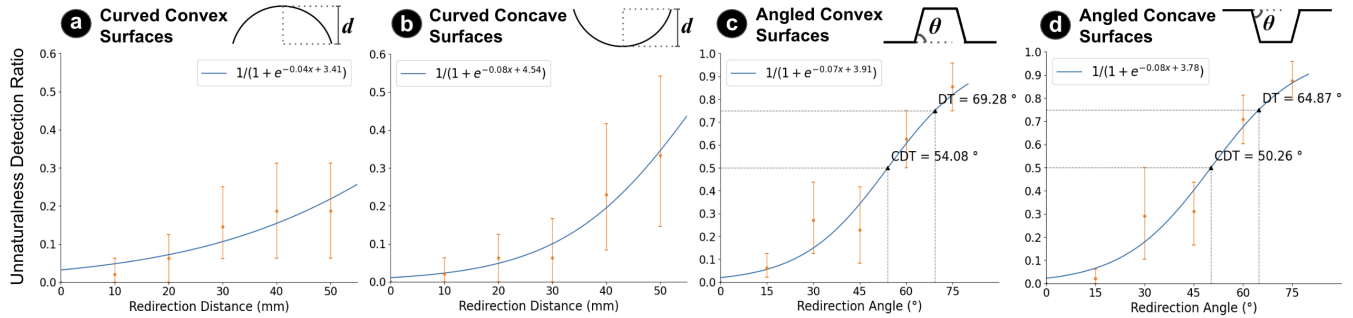 Unnaturalness Detection Ratio
a Curved Convex
Surfaces
d
1/(1 + e^{-0.04x+3.41})
0.6
0.5
0.4
0.3
0.2
0.1
0.0
0 10 20 30 40 50
Redirection Distance (mm)
b Curved Concave
Surfaces
d
1/(1 + e^{-0.08x+4.54})
0.6
0.5
0.4
0.3
0.2
0.1
0.0
0 10 20 30 40 50
Redirection Distance (mm)
c Angled Convex
Surfaces
θ
1/(1 + e^{-0.07x+3.91})
1.0
0.9
0.8
0.7
0.6
0.5
0.4
0.3
0.2
0.1
0.0
DT = 69.28 °
CDT = 54.08 °
0 15 30 45 60 75
Redirection Angle (°)
d Angled Concave
Surfaces
θ
1/(1 + e^{-0.08x+3.78})
1.0
0.9
0.8
0.7
0.6
0.5
0.4
0.3
0.2
0.1
0.0
DT = 64.87 °
CDT = 50.26 °
0 15 30 45 60 75
Redirection Angle (°)